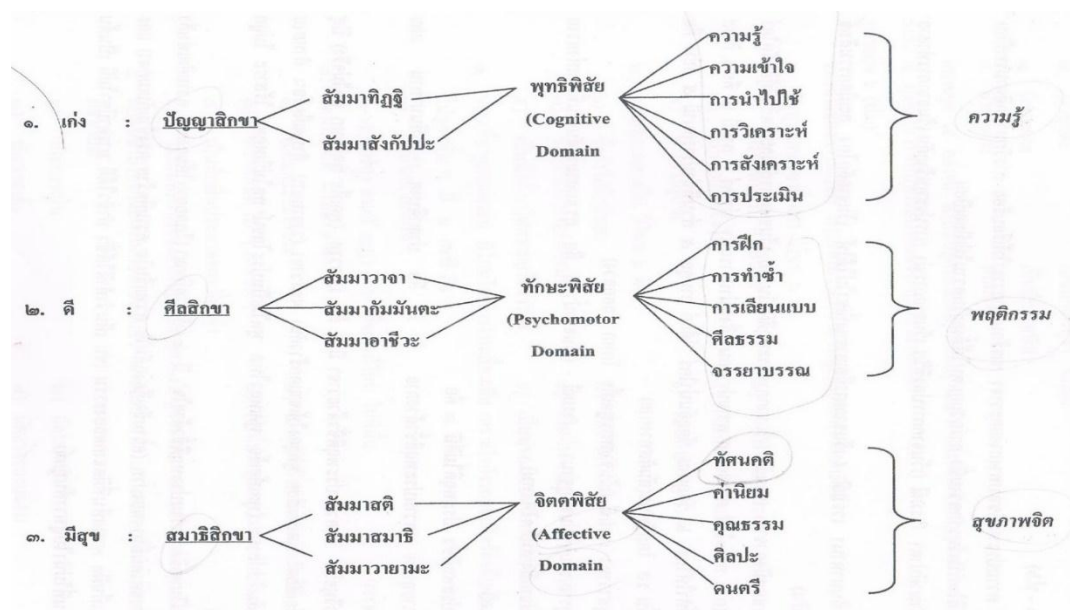 ๑. เก่ง : ปัญญาสิกขา
สัมมาทิฏฐิ
สัมมาสังกัปปะ
พุทธิพิสัย
(Cognitive
Domain
ความรู้
ความเข้าใจ
การนำไปใช้
การวิเคราะห์
การสังเคราะห์
การประเมิน
ความรู้
๒. ดี : ศีลสิกขา
สัมมาวาจา
สัมมากัมมันตะ
สัมมาอาชีวะ
ทักษะพิสัย
(Psychomotor
Domain
การฝึก
การทำซ้ำ
การเลียนแบบ
ศีลธรรม
จรรยาบรรณ
พฤติกรรม
๓. มีสุข : สมาธิสิกขา
สัมมาสติ
สัมมาสมาธิ
สัมมาวายามะ
จิตตพิสัย
(Affective
Domain
ทัศนคติ
ค่านิยม
คุณธรรม
ศิลปะ
ดนตรี
สุขภาพจิต